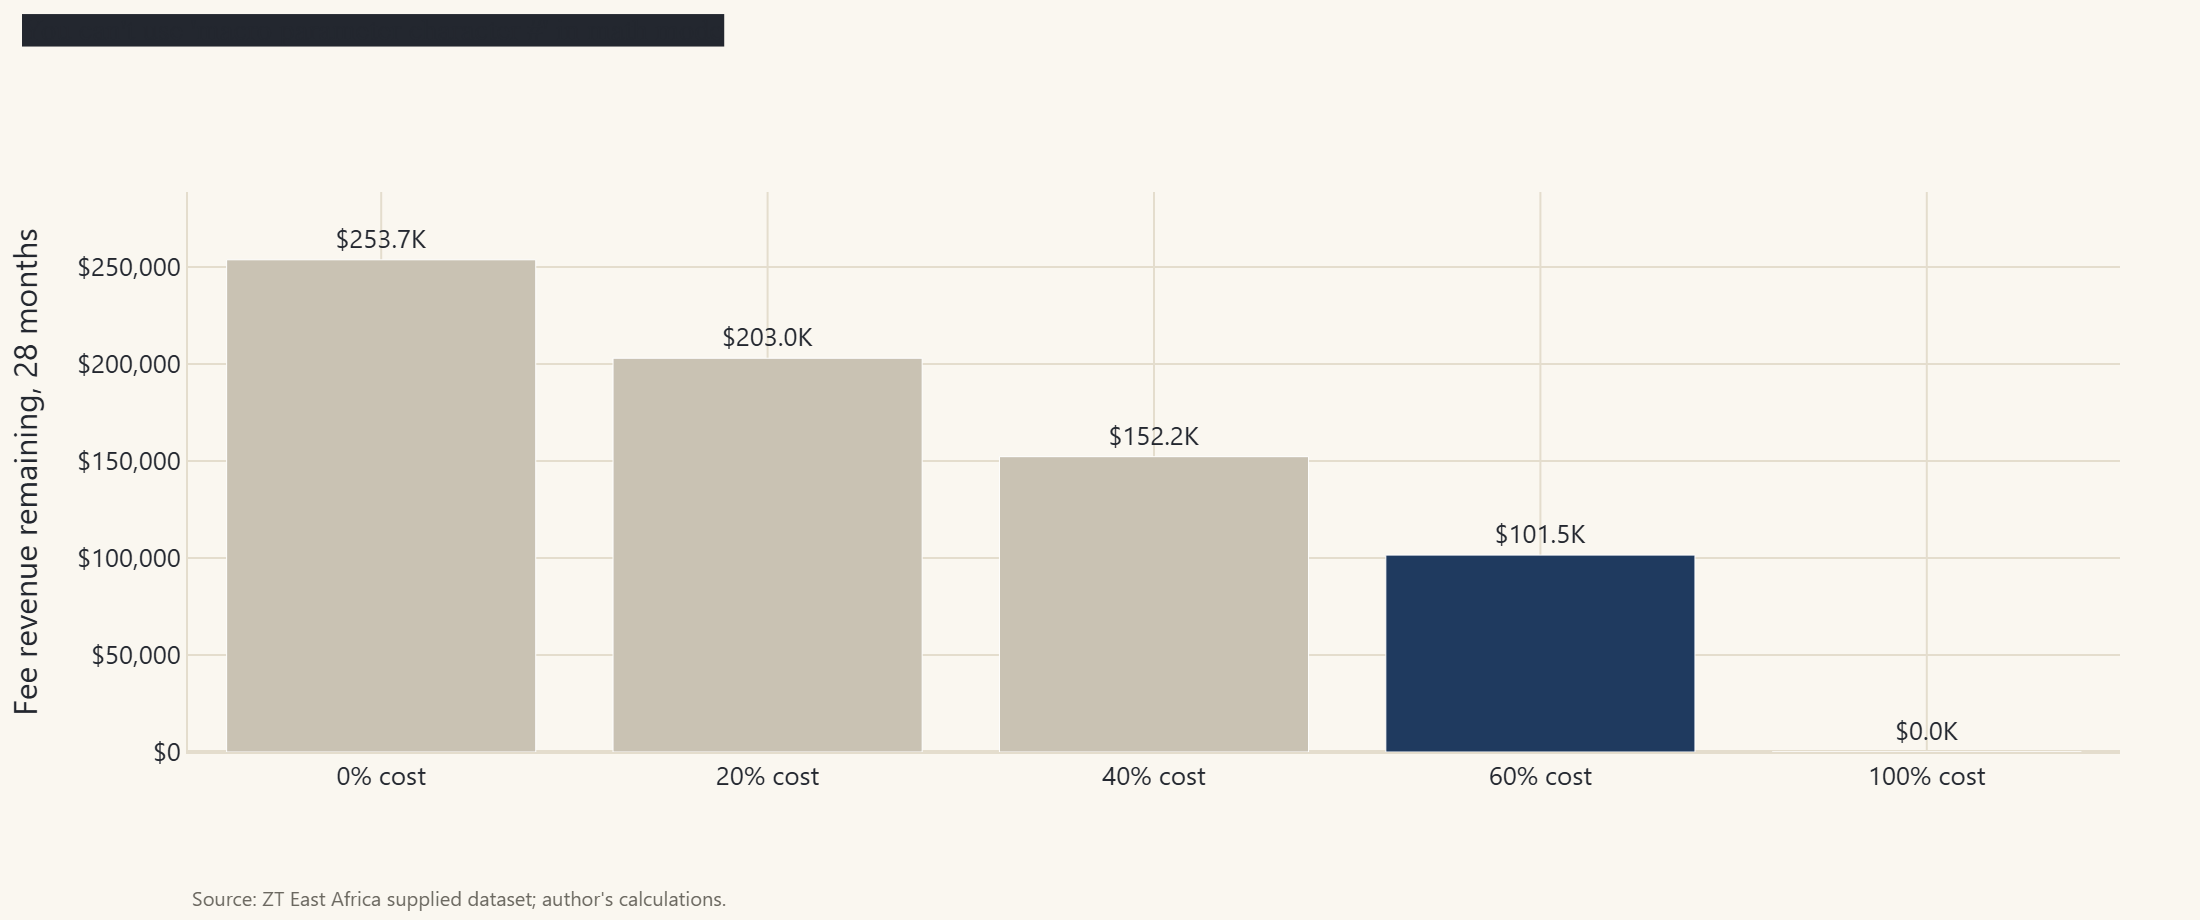 Fee revenue remaining, 28 months
$250,000
$200,000
$150,000
$100,000
$50,000
$0
$253.7K
$203.0K
$152.2K
$101.5K
$0.0K
0% cost
20% cost
40% cost
60% cost
100% cost
Source: ZT East Africa supplied dataset; author's calculations.